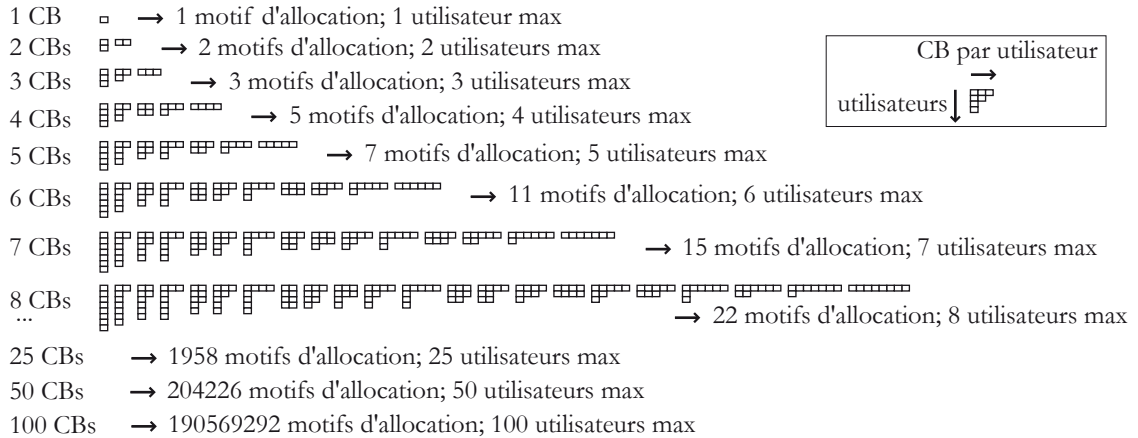 1 CB → 1 motif d'allocation; 1 utilisateur max
2 CBs → 2 motifs d'allocation; 2 utilisateurs max
CB par utilisateur
3 CBs → 3 motifs d'allocation; 3 utilisateurs max
utilisateurs
4 CBs → 5 motifs d'allocation; 4 utilisateurs max
5 CBs → 7 motifs d'allocation; 5 utilisateurs max
6 CBs → 11 motifs d'allocation; 6 utilisateurs max
7 CBs → 15 motifs d'allocation; 7 utilisateurs max
8 CBs → 22 motifs d'allocation; 8 utilisateurs max
...
25 CBs → 1958 motifs d'allocation; 25 utilisateurs max
50 CBs → 204226 motifs d'allocation; 50 utilisateurs max
100 CBs → 190569292 motifs d'allocation; 100 utilisateurs max